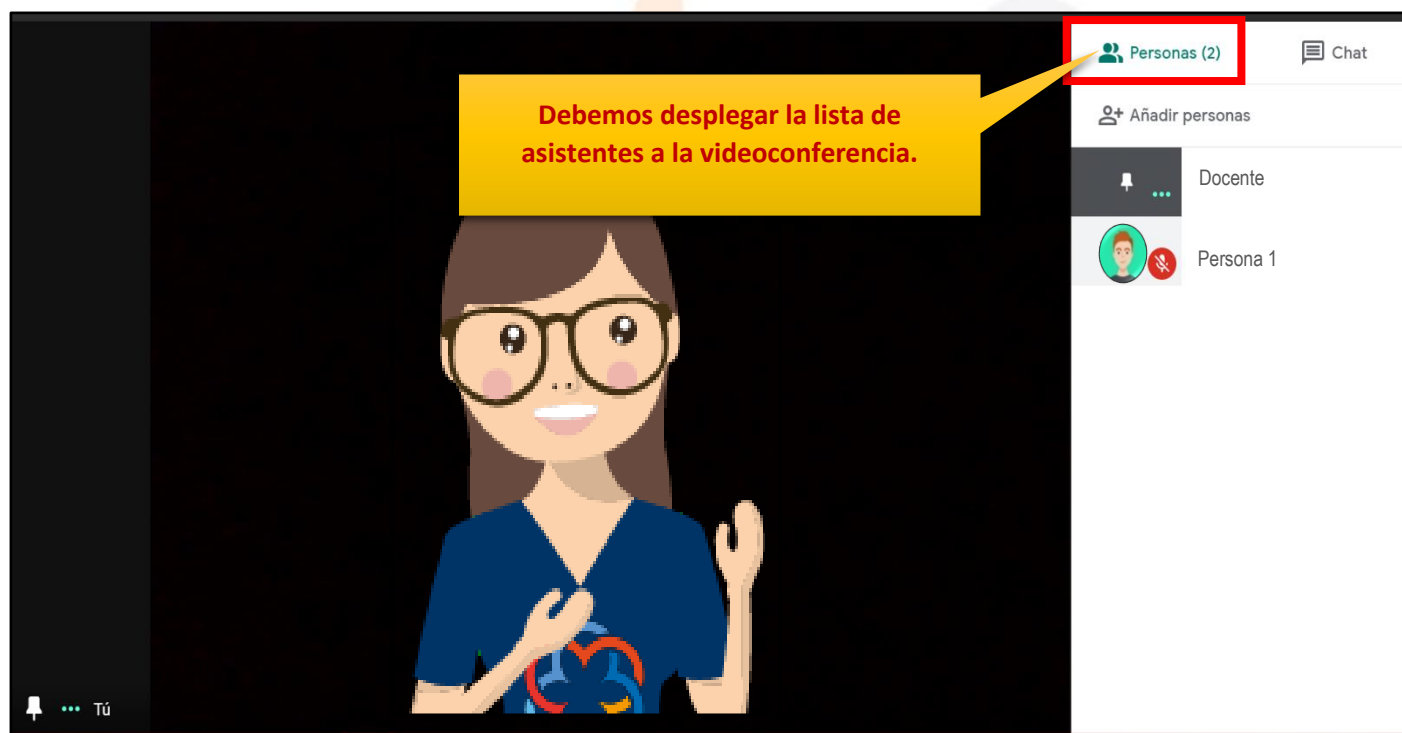 Personas (2)
Chat
Debemos desplegar la lista de
asistentes a la videoconferencia.
Añadir personas
Docente
Persona 1
Tú